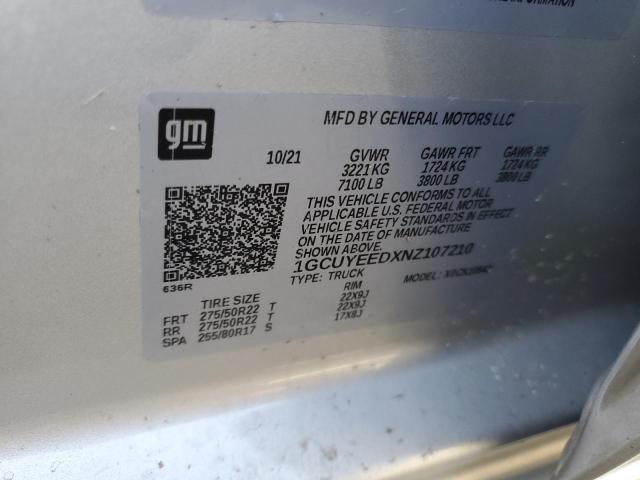 INFORMATION
gm
MFD BY GENERAL MOTORS LLC
10/21 GVWR GAWR FRT GAWR RR
3221 KG 1724 KG 1724 KG
7100 LB 3800 LB 3800 LB
THIS VEHICLE CONFORMS TO ALL
APPLICABLE U.S. FEDERAL MOTOR
VEHICLE SAFETY STANDARDS IN EFFECT
ON THE DATE OF MANUFACTURE
SHOWN ABOVE.
1GCUYEEDXNZ107210
TYPE: TRUCK MODEL:
636R
TIRE SIZE RIM
FRT 275/50R22 T 22X9J
RR 275/50R22 T 22X9J
SPA 255/80R17 S 17X8J